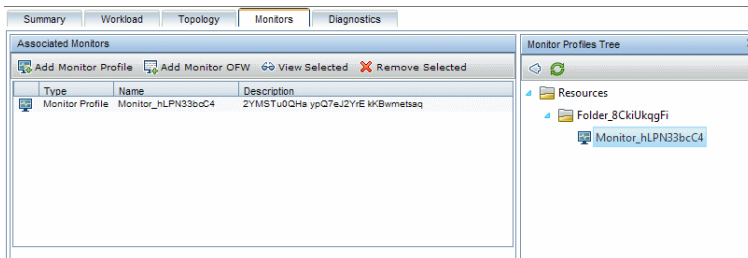 Summary Workload Topology Monitors Diagnostics
Associated Monitors
Add Monitor Profile Add Monitor OFW View Selected Remove Selected
Type Name Description
Monitor Profile Monitor_hLPN33bcC4 2YMSTu0QHa ypQ7eJ2YrE kKBwmetsaq
Monitor Profiles Tree
Resources
Folder_8CkiUkqgFi
Monitor_hLPN33bcC4